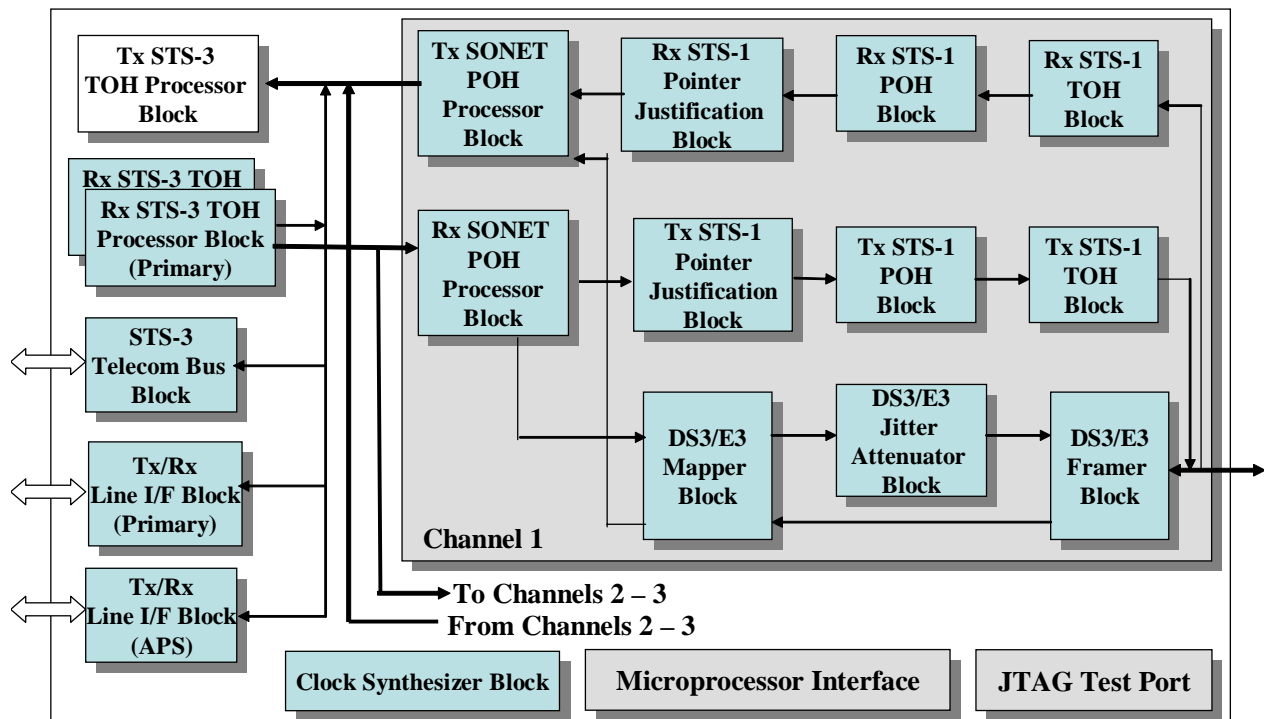 Tx STS-3
TOH Processor
Block
Tx SONET
POH
Processor
Block
Rx STS-1
Pointer
Justification
Block
Rx STS-1
POH
Block
Rx STS-1
TOH
Block
Rx STS-3 TOH
Rx STS-3 TOH
Processor Block
(Primary)
Rx SONET
POH
Processor
Block
Tx STS-1
Pointer
Justification
Block
Tx STS-1
POH
Block
Tx STS-1
TOH
Block
STS-3
Telecom Bus
Block
DS3/E3
Mapper
Block
DS3/E3
Jitter
Attenuator
Block
DS3/E3
Framer
Block
Tx/Rx
Line I/F Block
(Primary)
Channel 1
Tx/Rx
Line I/F Block
(APS)
To Channels 2 – 3
From Channels 2 – 3
Clock Synthesizer Block
Microprocessor Interface
JTAG Test Port